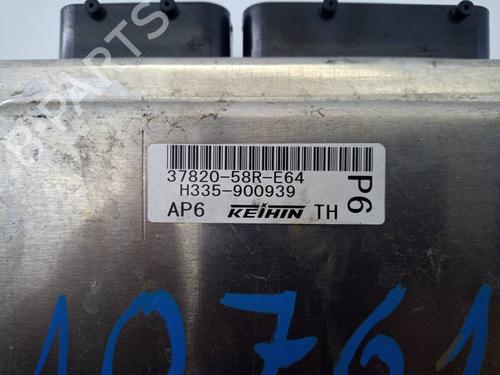 B-PARTS
37820-58R-E64
H335-900939
AP6 KEIHIN TH
P6
10761